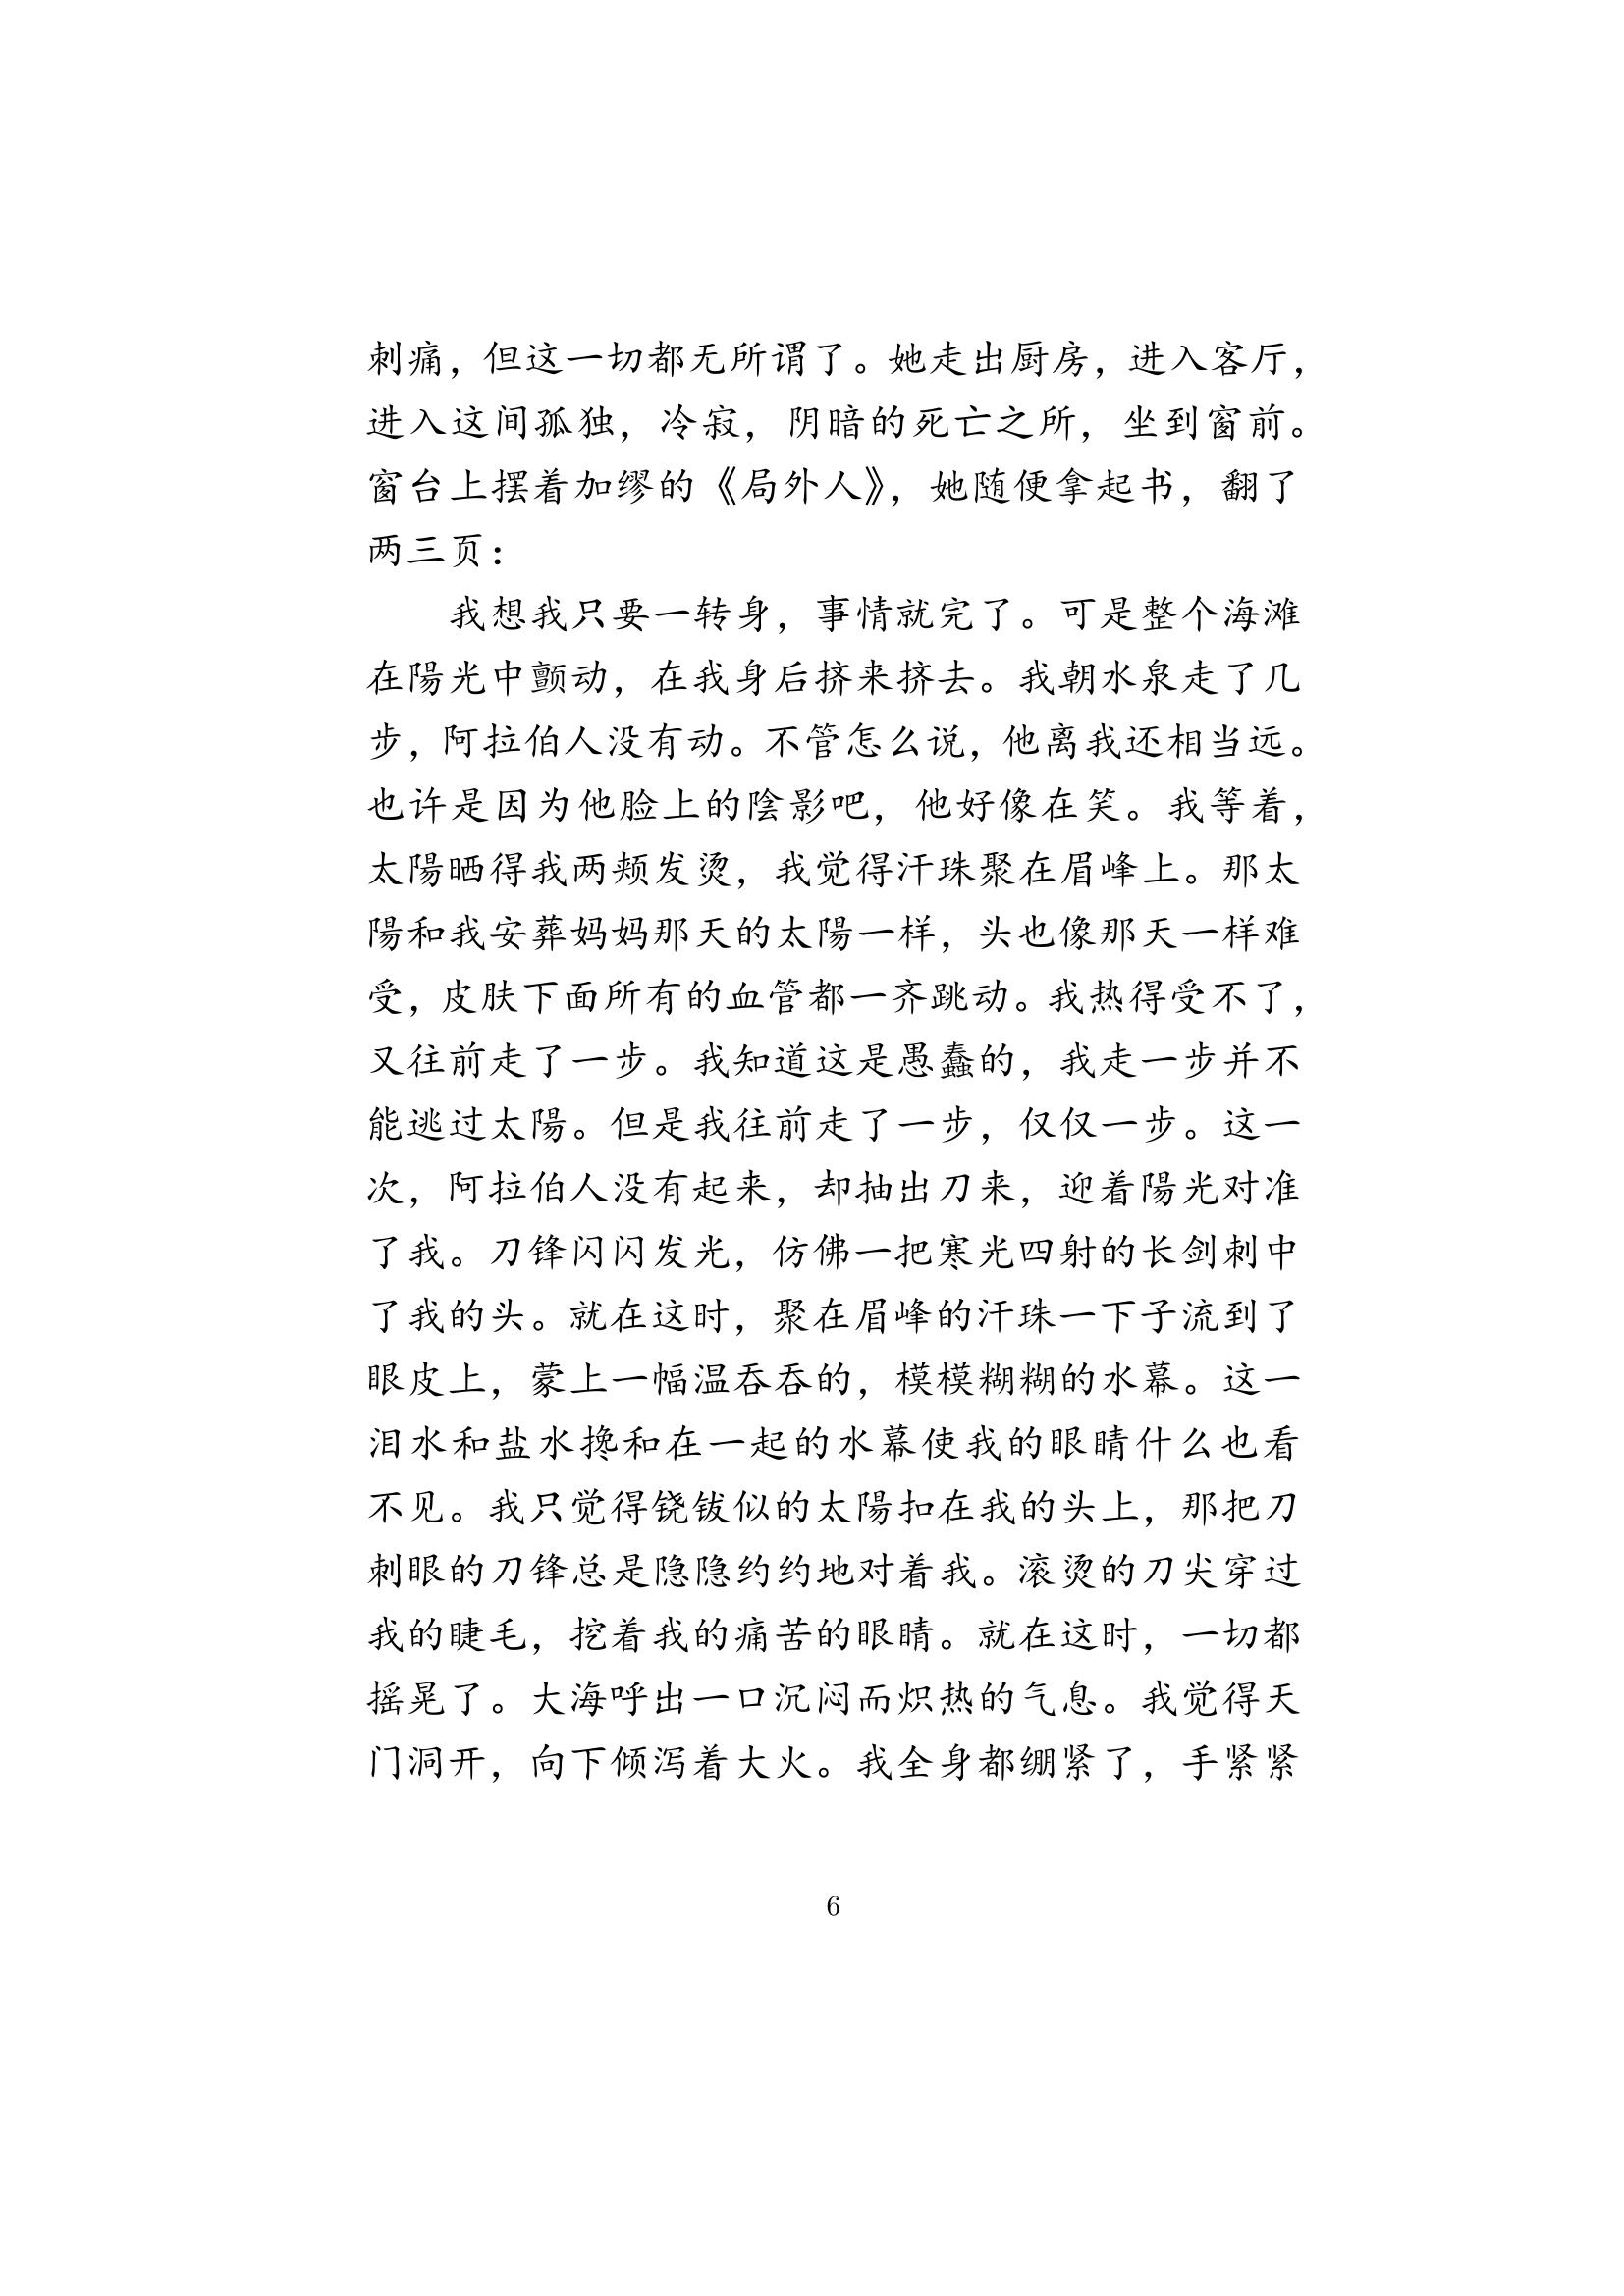 刺痛，但这一切都无所谓了。她走出厨房，进入客厅，
进入这间孤独，冷寂，阴暗的死亡之所，坐到窗前。
窗台上摆着加缪的《局外人》，她随便拿起书，翻了
两三页：
我想我只要一转身，事情就完了。可是整个海滩
在陽光中颤动，在我身后挤来挤去。我朝水泉走了几
步，阿拉伯人没有动。不管怎么说，他离我还相当远。
也许是因为他脸上的陰影吧，他好像在笑。我等着，
太陽晒得我两颊发烫，我觉得汗珠聚在眉峰上。那太
陽和我安葬妈妈那天的太陽一样，头也像那天一样难
受，皮肤下面所有的血管都一齐跳动。我热得受不了，
又往前走了一步。我知道这是愚蠢的，我走一步并不
能逃过太陽。但是我往前走了一步，仅仅一步。这一
次，阿拉伯人没有起来，却抽出刀来，迎着陽光对准
了我。刀锋闪闪发光，仿佛一把寒光四射的长剑刺中
了我的头。就在这时，聚在眉峰的汗珠一下子流到了
眼皮上，蒙上一幅温吞吞的，模模糊糊的水幕。这一
泪水和盐水搀和在一起的水幕使我的眼睛什么也看
不见。我只觉得铙钹似的太陽扣在我的头上，那把刀
刺眼的刀锋总是隐隐约约地对着我。滚烫的刀尖穿过
我的睫毛，挖着我的痛苦的眼睛。就在这时，一切都
摇晃了。大海呼出一口沉闷而炽热的气息。我觉得天
门洞开，向下倾泻着大火。我全身都绷紧了，手紧紧
6